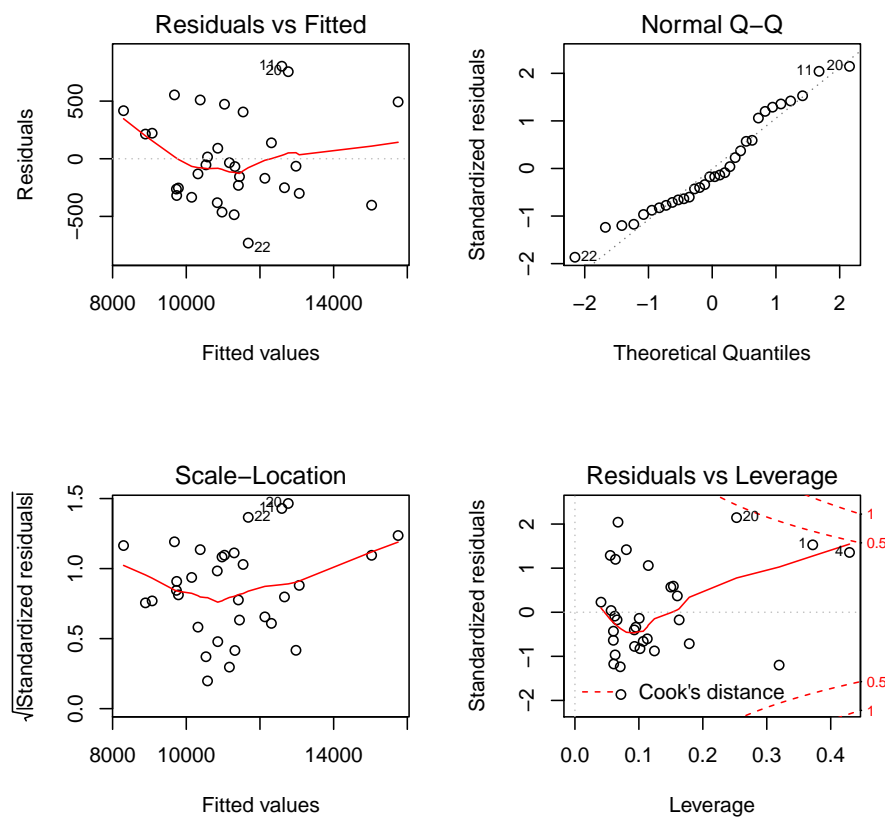 Residuals vs Fitted
Residuals
500
0
−500
11
20
22
8000 10000 14000
Fitted values
Normal Q−Q
Standardized residuals
2
1
0
−1
−2
11 20
22
−2 −1 0 1 2
Theoretical Quantiles
Scale−Location
√|Standardized residuals|
1.5
1.0
0.5
0.0
20
11
22
8000 10000 14000
Fitted values
Residuals vs Leverage
Standardized residuals
2
1
0
−1
−2
20
1
4
1
0.5
0.5
1
Cook's distance
0.0 0.1 0.2 0.3 0.4
Leverage